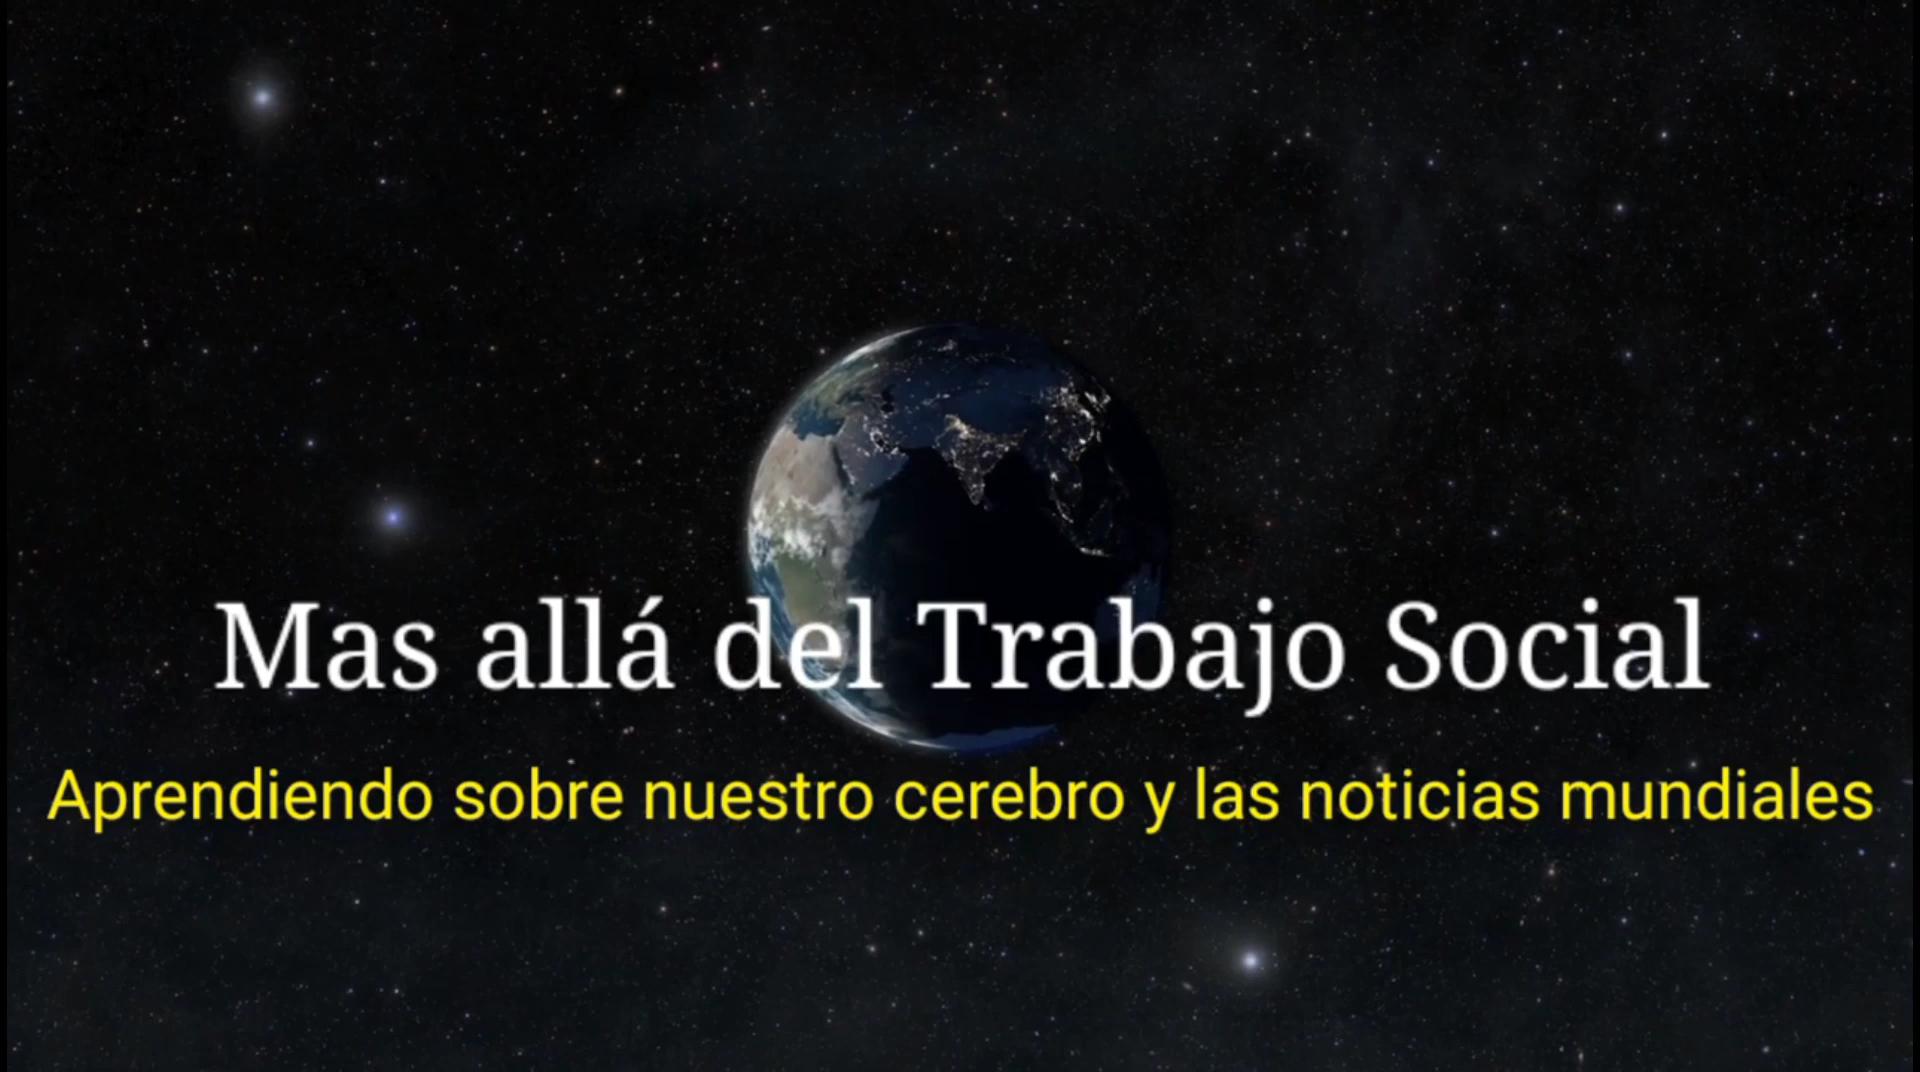 Mas allá del Trabajo Social
Aprendiendo sobre nuestro cerebro y las noticias mundiales